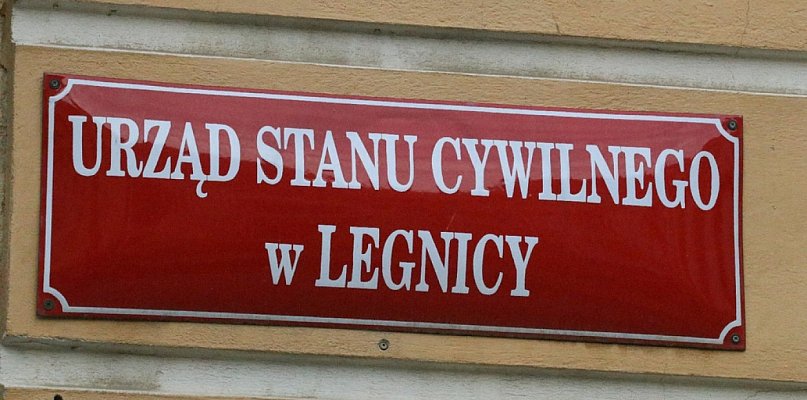 URZĄD STANU CYWILNEGO
w LEGNICY